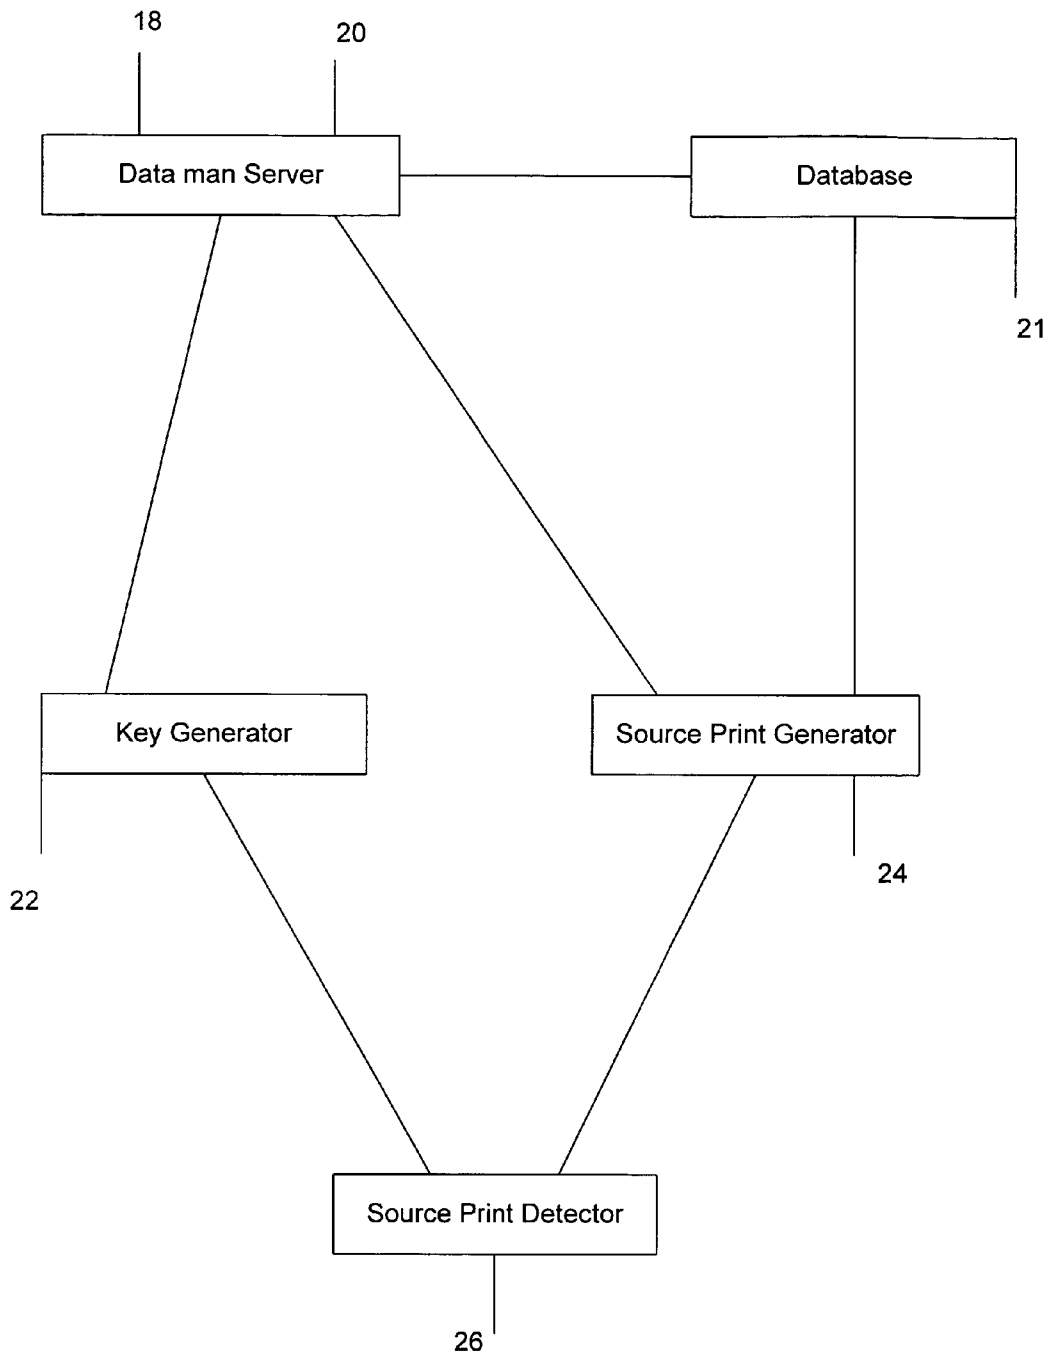 18
20
Data man Server
Database
21
Key Generator
Source Print Generator
22
24
Source Print Detector
26